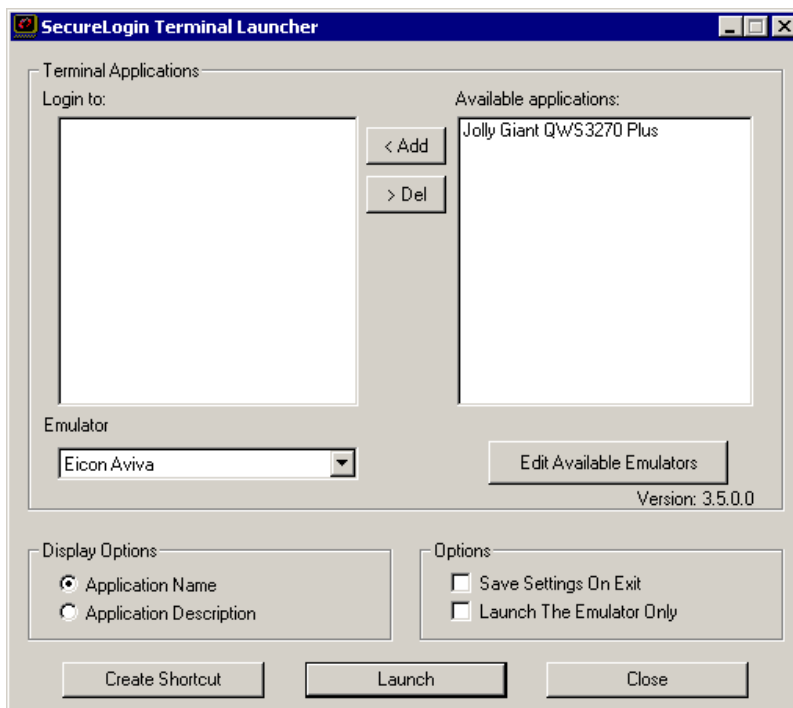 SecureLogin Terminal Launcher
Terminal Applications
Login to:
Available applications:
< Add
Jolly Giant QWS3270 Plus
> Del
Emulator
Eicon Aviva
Edit Available Emulators
Version: 3.5.0.0
Display Options
Options
Application Name
Save Settings On Exit
Application Description
Launch The Emulator Only
Create Shortcut
Launch
Close